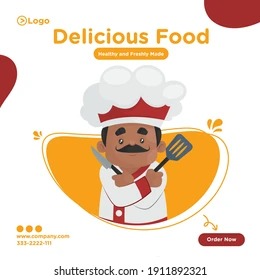 Logo
Delicious Food
Healthy and Freshly Made
www.company.com
333-2222-111
Order Now
shutterstock.com · 1911892321